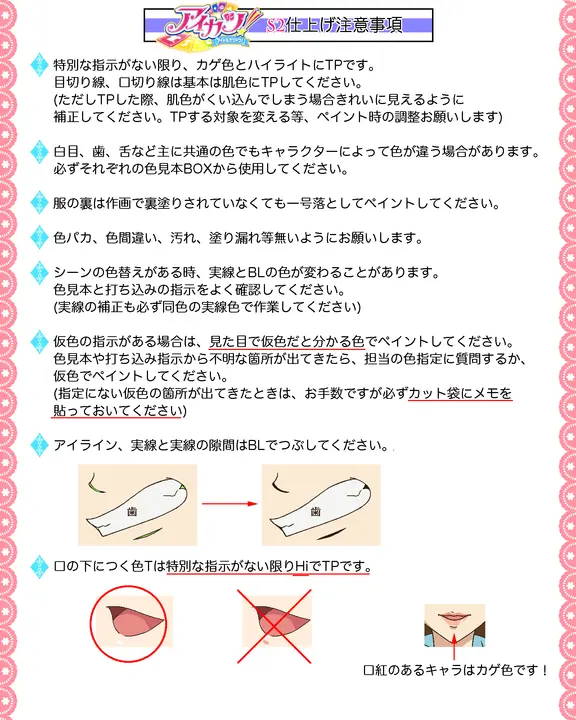 アイカツ!
アイドルカツドウ!
S2仕上げ注意事項
特別な指示がない限り、カゲ色とハイライトにTPです。
目切り線、口切り線は基本は肌色にTPしてください。
(ただしTPした際、肌色がくい込んでしまう場合きれいに見えるように
補正してください。TPする対象を変える等、ペイント時の調整お願いします)
白目、歯、舌など主に共通の色でもキャラクターによって色が違う場合があります。
必ずそれぞれの色見本BOXから使用してください。
服の裏は作画で裏塗りされていなくても一号落としてペイントしてください。
色パカ、色間違い、汚れ、塗り漏れ等無いようにお願いします。
シーンの色替えがある時、実線とBLの色が変わることがあります。
色見本と打ち込みの指示をよく確認してください。
(実線の補正も必ず同色の実線色で作業してください)
仮色の指示がある場合は、見た目で仮色だと分かる色でペイントしてください。
色見本や打ち込み指示から不明な箇所が出てきたら、担当の色指定に質問するか、
仮色でペイントしてください。
(指定にない仮色の箇所が出てきたときは、お手数ですが必ずカット袋にメモを
貼っておいてください)
アイライン、実線と実線の隙間はBLでつぶしてください。
歯
歯
口の下につく色Tは特別な指示がない限りHiでTPです。
口紅のあるキャラはカゲ色です!